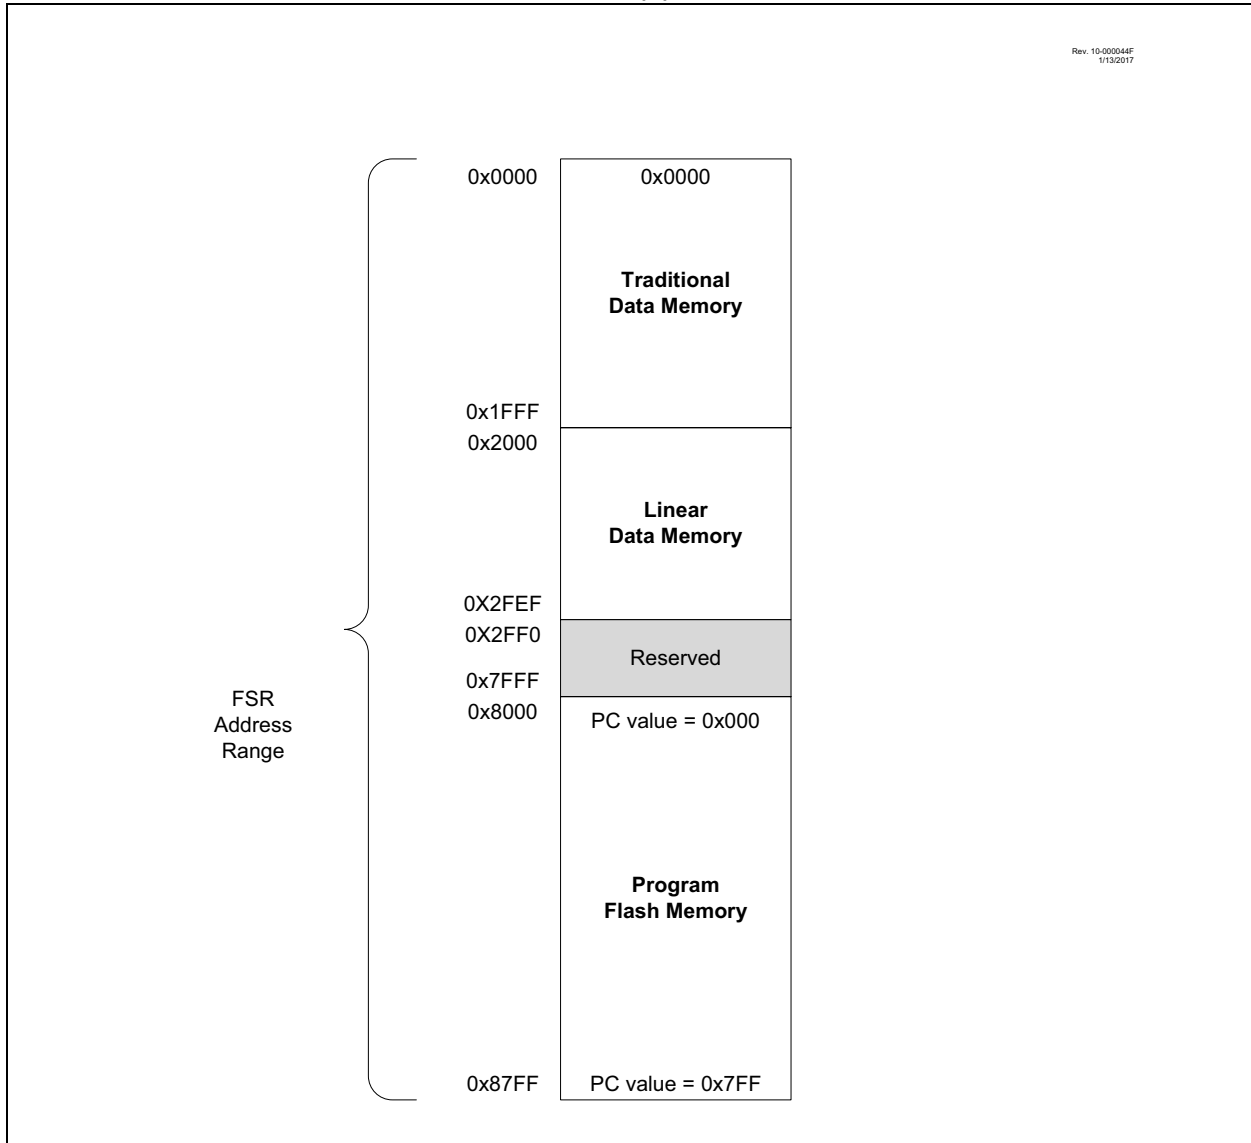 Rev. 10-000044F
1/13/2017
0x0000
0x0000
Traditional
Data Memory
0x1FFF
0x2000
Linear
Data Memory
0X2FEF
0X2FF0
Reserved
0x7FFF
0x8000
PC value = 0x000
FSR
Address
Range
Program
Flash Memory
0x87FF
PC value = 0x7FF